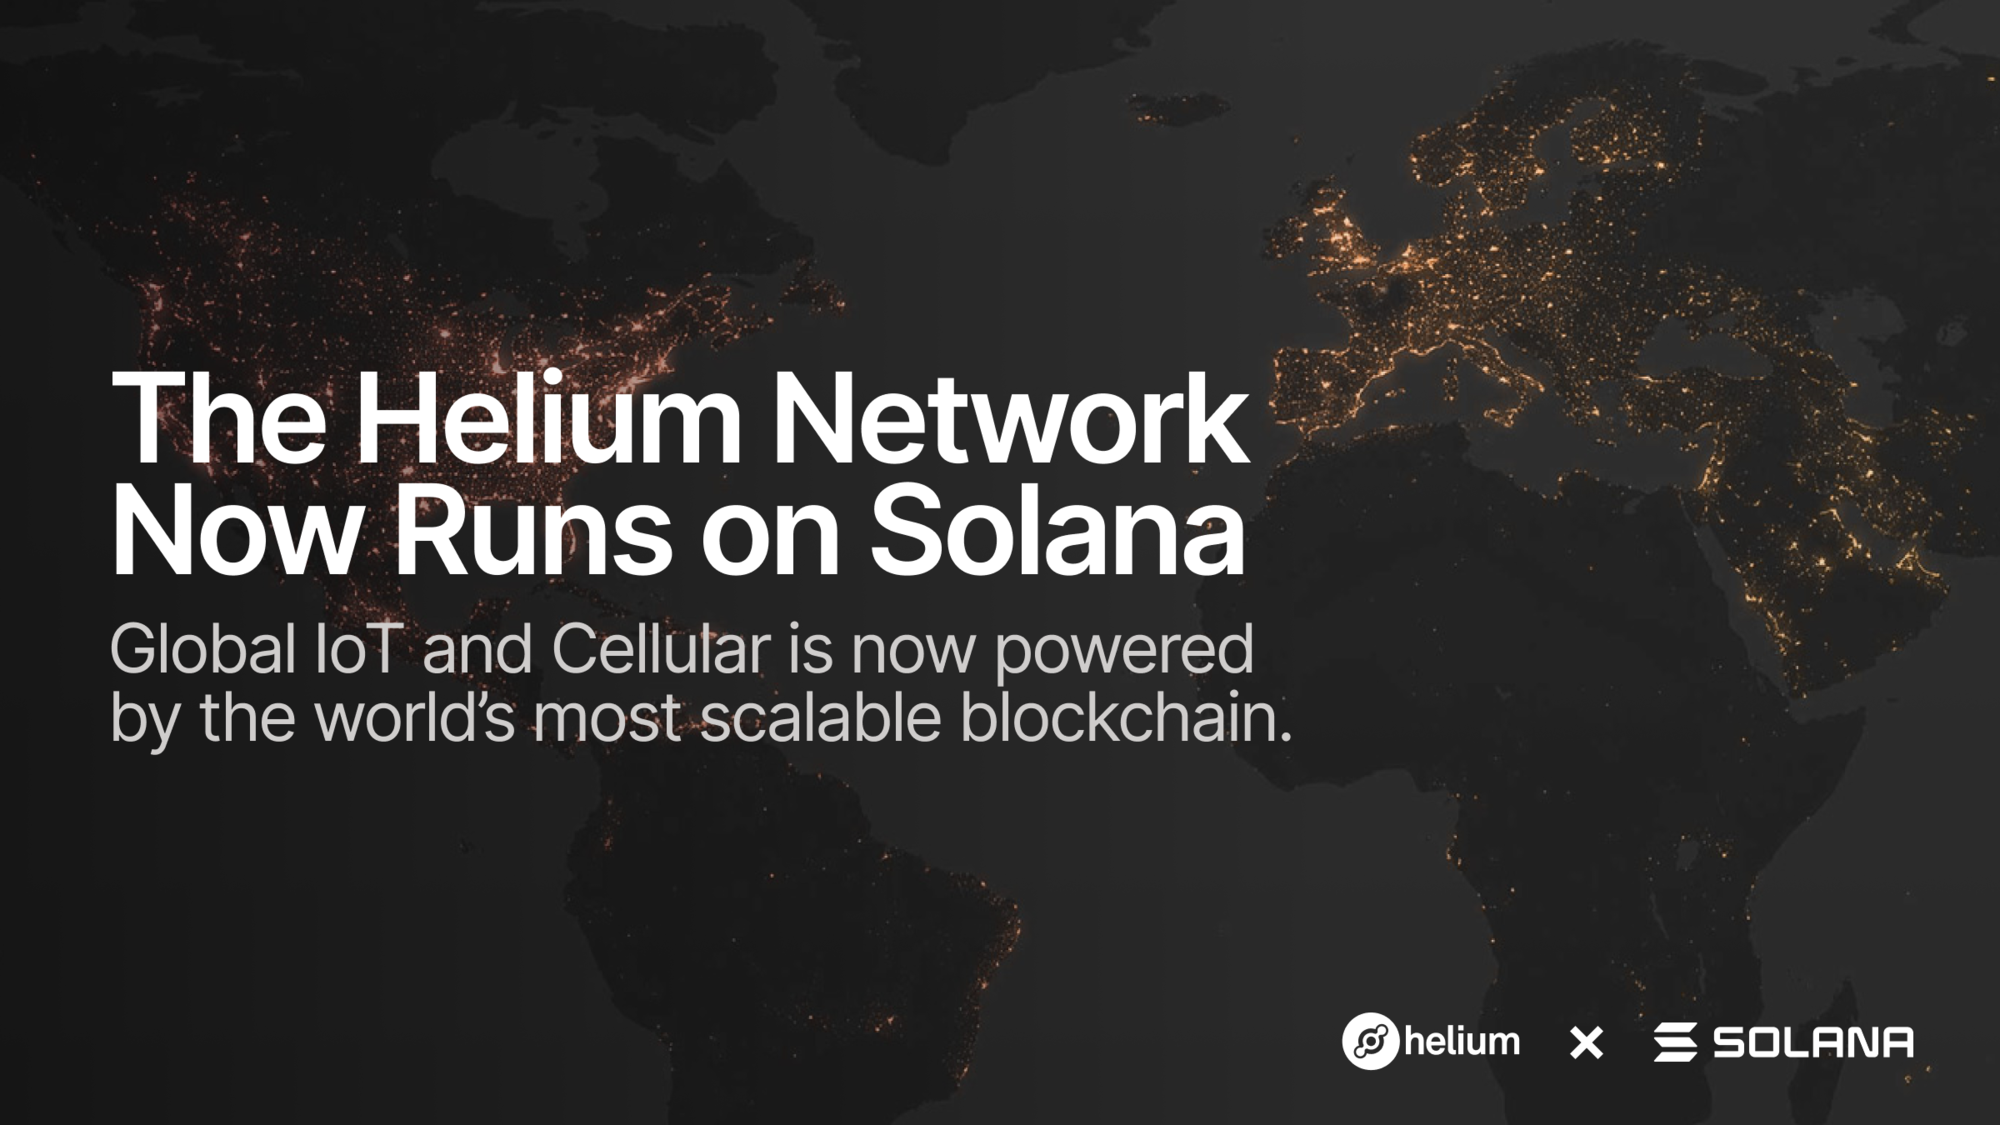 The Helium Network
Now Runs on Solana
Global IoT and Cellular is now powered
by the world’s most scalable blockchain.
helium × SOLANA